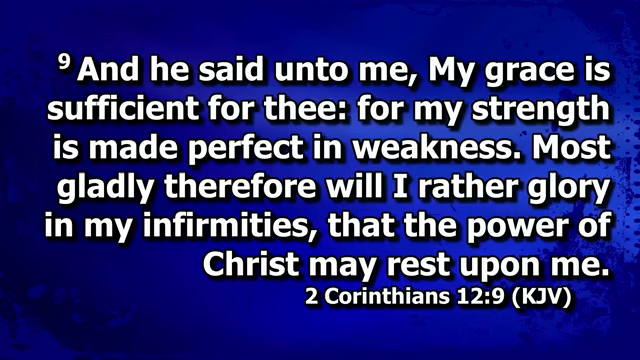 9 And he said unto me, My grace is
sufficient for thee: for my strength
is made perfect in weakness. Most
gladly therefore will I rather glory
in my infirmities, that the power of
Christ may rest upon me.
2 Corinthians 12:9 (KJV)